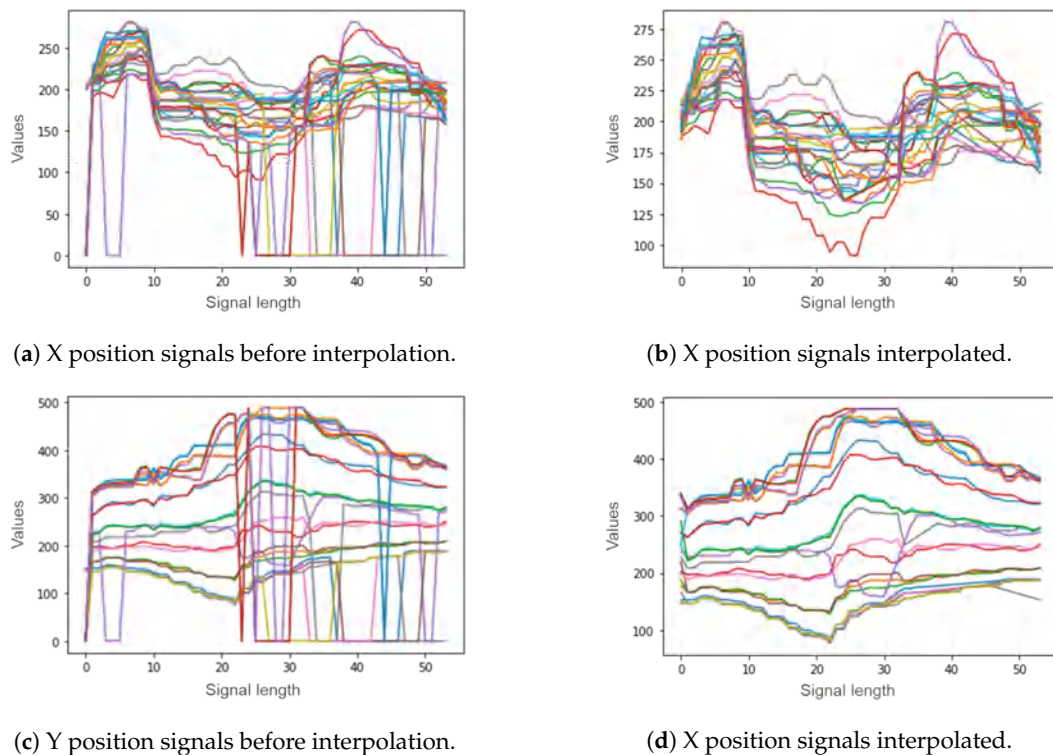 250
200
150
100
50
0
Values
0 10 20 30 40 50
Signal length
(a) X position signals before interpolation.
275
250
225
200
175
150
125
100
Values
0 10 20 30 40 50
Signal length
(b) X position signals interpolated.
500
400
300
200
100
0
Values
0 10 20 30 40 50
Signal length
(c) Y position signals before interpolation.
500
400
300
200
100
Values
0 10 20 30 40 50
Signal length
(d) X position signals interpolated.